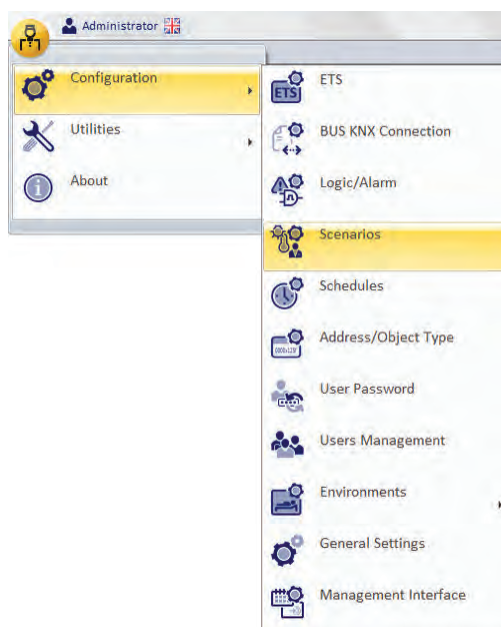 Administrator
Configuration
Utilities
About
ETS
ETS
BUS KNX Connection
Logic/Alarm
Scenarios
Schedules
Address/Object Type
User Password
Users Management
Environments
General Settings
Management Interface